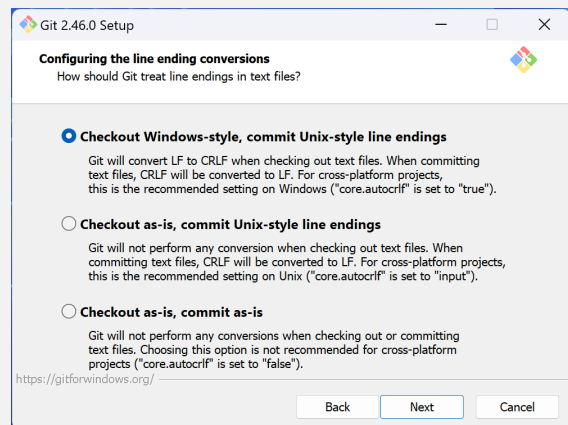 Git 2.46.0 Setup
Configuring the line ending conversions
How should Git treat line endings in text files?
Checkout Windows-style, commit Unix-style line endings
Git will convert LF to CRLF when checking out text files. When committing
text files, CRLF will be converted to LF. For cross-platform projects,
this is the recommended setting on Windows ("core.autocrlf" is set to "true").
Checkout as-is, commit Unix-style line endings
Git will not perform any conversion when checking out text files. When
committing text files, CRLF will be converted to LF. For cross-platform projects,
this is the recommended setting on Unix ("core.autocrlf" is set to "input").
Checkout as-is, commit as-is
Git will not perform any conversions when checking out or committing
text files. Choosing this option is not recommended for cross-platform
projects ("core.autocrlf" is set to "false").
https://gitforwindows.org/
Back Next Cancel